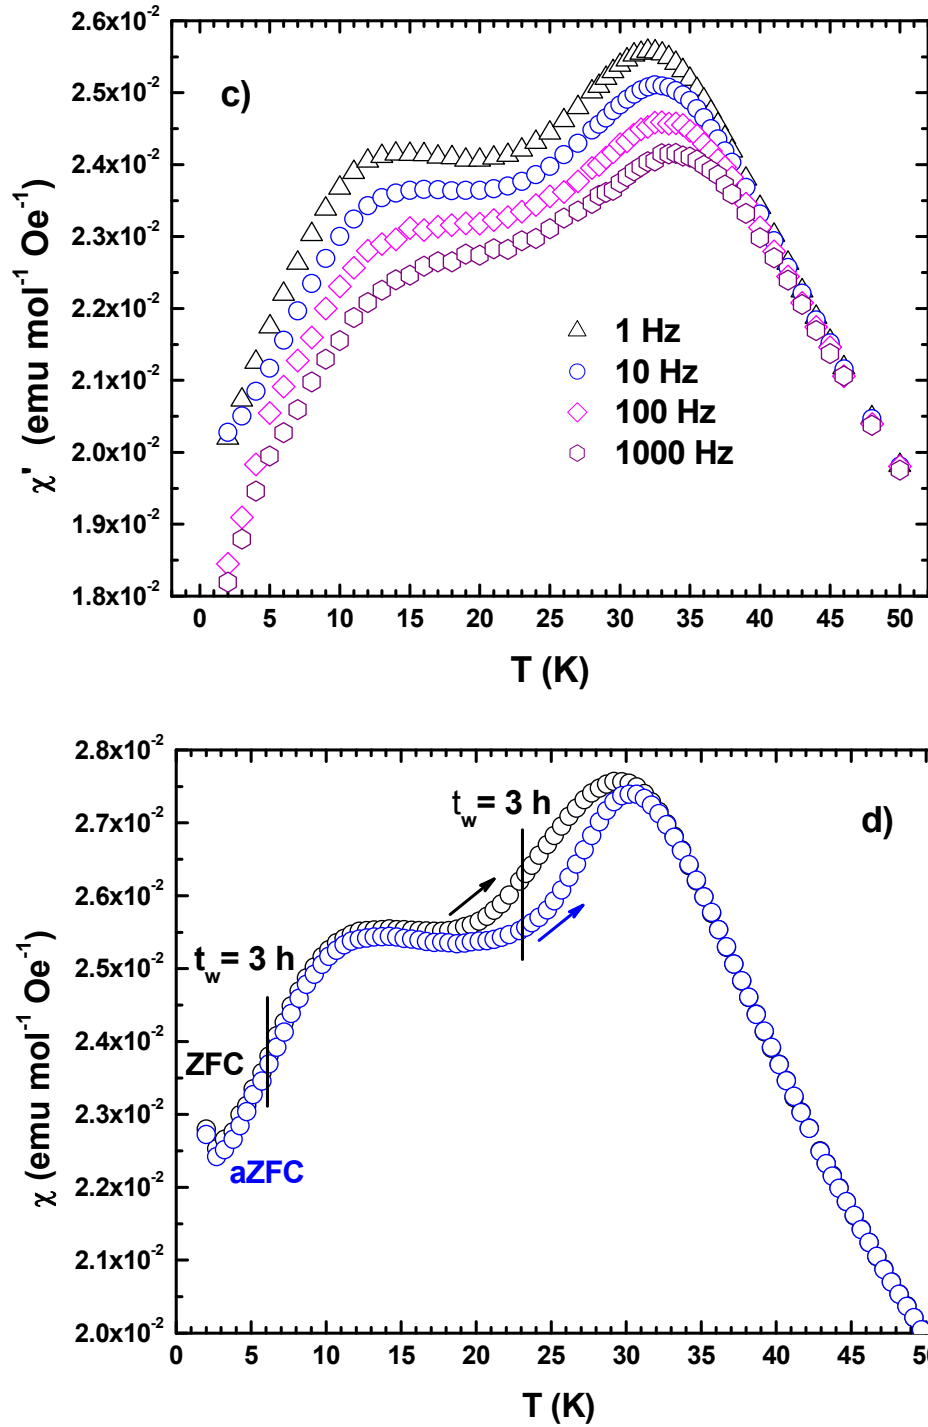 2.6x10⁻²
c)
2.5x10⁻²
2.4x10⁻²
2.3x10⁻²
2.2x10⁻²
2.1x10⁻²
2.0x10⁻²
1.9x10⁻²
1.8x10⁻²
χ' (emu mol⁻¹ Oe⁻¹)
1 Hz
10 Hz
100 Hz
1000 Hz
0 5 10 15 20 25 30 35 40 45 50
T (K)
2.8x10⁻²
2.7x10⁻²
2.6x10⁻²
2.5x10⁻²
2.4x10⁻²
2.3x10⁻²
2.2x10⁻²
2.1x10⁻²
2.0x10⁻²
χ (emu mol⁻¹ Oe⁻¹)
t_w = 3 h
d)
t_w = 3 h
ZFC
aZFC
0 5 10 15 20 25 30 35 40 45
T (K)